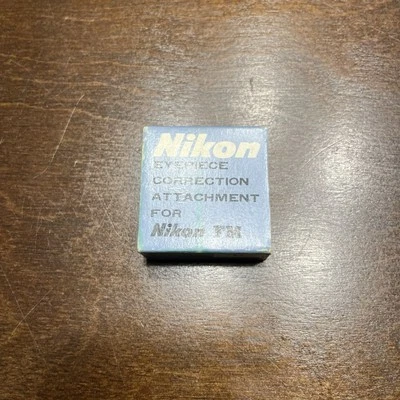 Nikon
EYEPIECE
CORRECTION
ATTACHMENT
FOR
Nikon FM